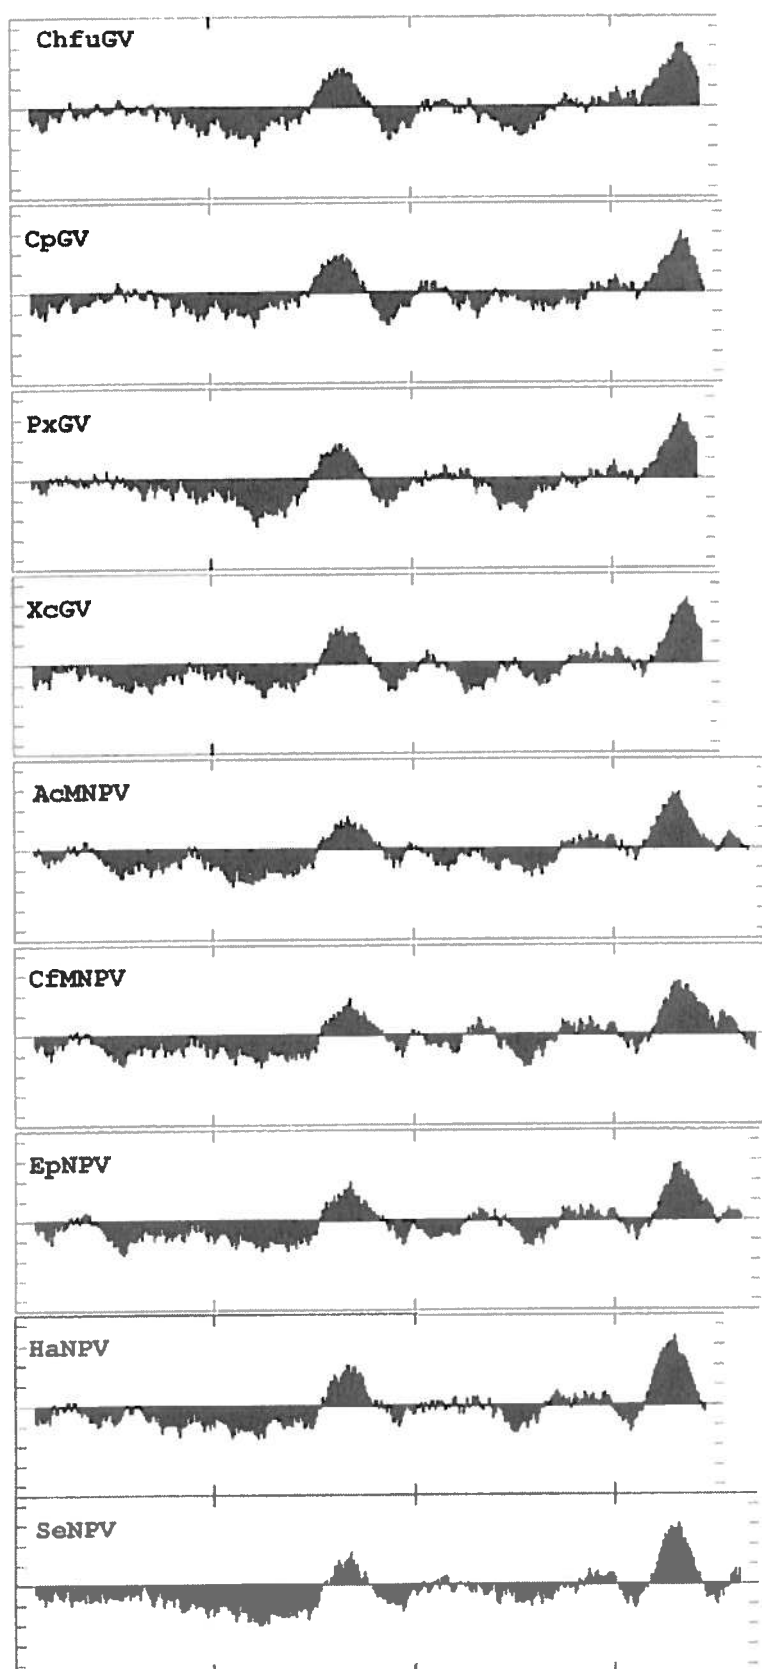 ChfuGV
CpGV
PxGV
XcGV
AcMNPV
CfMNPV
EpNPV
HaNPV
SeNPV